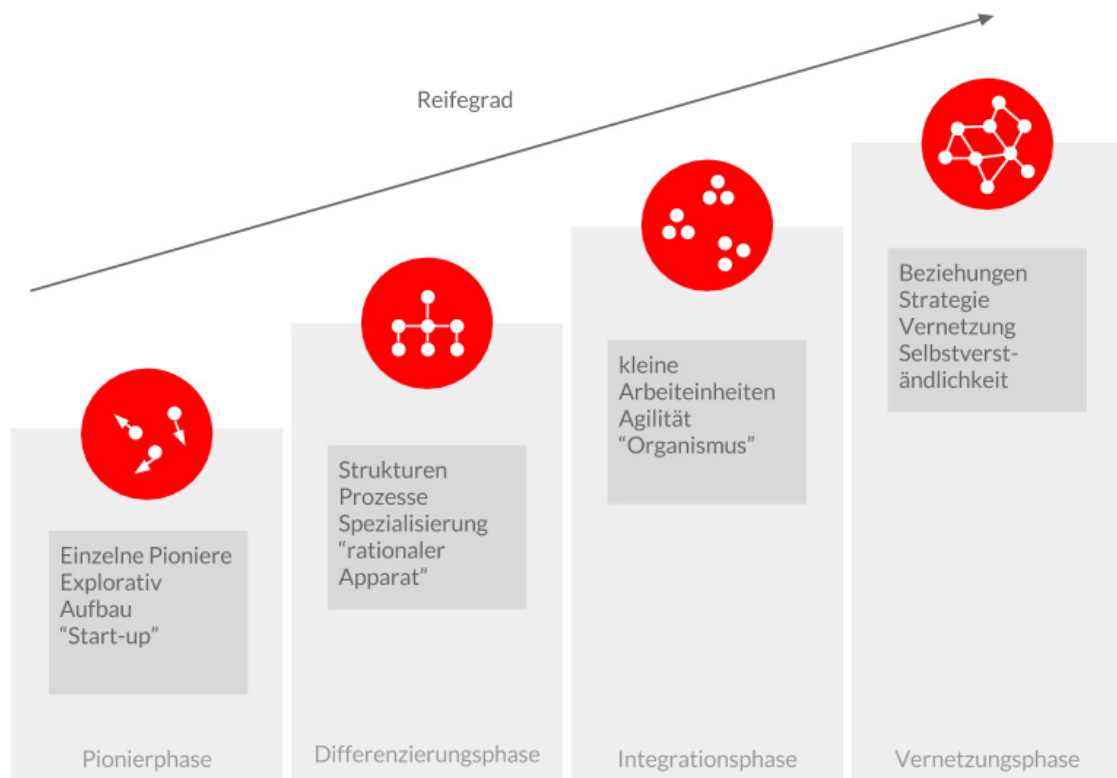 Reifegrad
Einzelne Pioniere
Explorativ
Aufbau
“Start-up”
Pionierphase
Strukturen
Prozesse
Spezialisierung
“rationaler
Apparat”
Differenzierungsphase
kleine
Arbeiteinheiten
Agilität
“Organismus”
Integrationsphase
Beziehungen
Strategie
Vernetzung
Selbstverst-
ändlichkeit
Vernetzungsphase